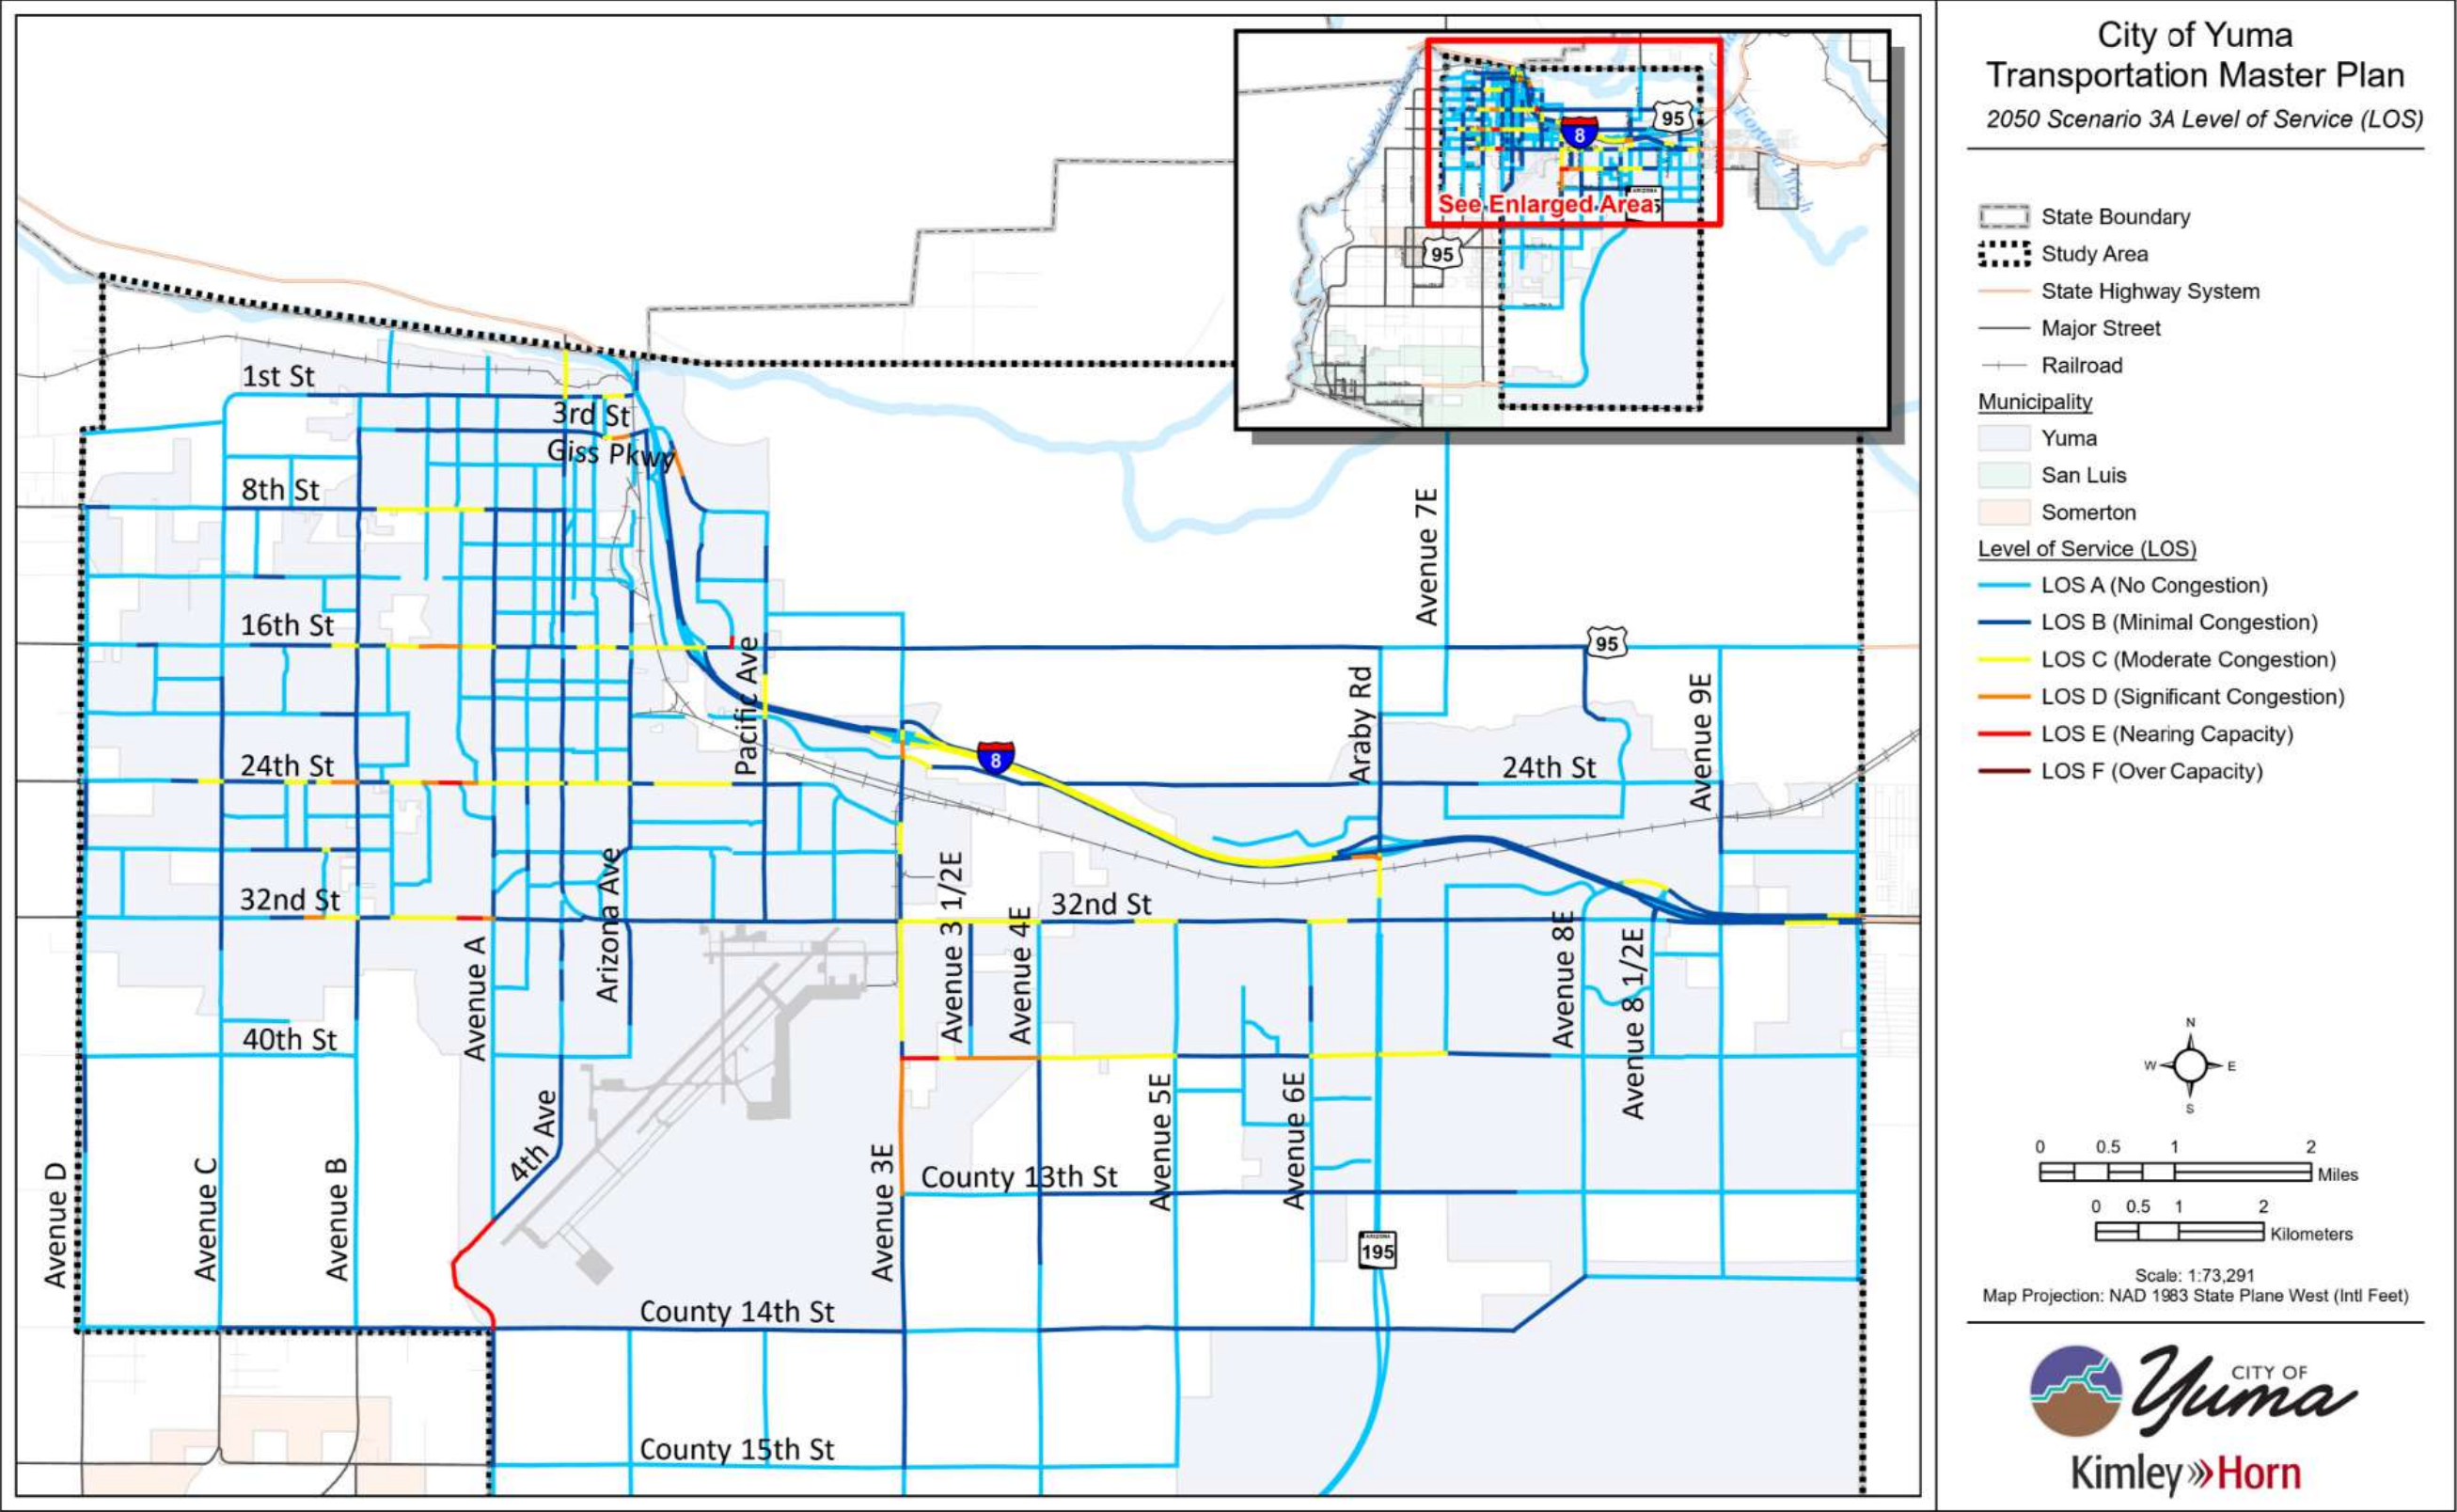 City of Yuma
Transportation Master Plan
2050 Scenario 3A Level of Service (LOS)
State Boundary
Study Area
State Highway System
Major Street
Railroad
Municipality
Yuma
San Luis
Somerton
Level of Service (LOS)
LOS A (No Congestion)
LOS B (Minimal Congestion)
LOS C (Moderate Congestion)
LOS D (Significant Congestion)
LOS E (Nearing Capacity)
LOS F (Over Capacity)
N
W E
S
0 0.5 1 2
Miles
0 0.5 1 2
Kilometers
Scale: 1:73,291
Map Projection: NAD 1983 State Plane West (Intl Feet)
CITY OF
Yuma
Kimley»Horn
95
8
See Enlarged Area
95
1st St
3rd St
Giss Pkwy
8th St
16th St
24th St
32nd St
40th St
Avenue D
Avenue C
Avenue B
Avenue A
4th Ave
Arizona Ave
Pacific Ave
Avenue 3E
Avenue 3 1/2E
Avenue 4E
Avenue 5E
Avenue 6E
Araby Rd
Avenue 7E
Avenue 8E
Avenue 8 1/2E
Avenue 9E
95
8
24th St
32nd St
County 13th St
ARIZONA
195
County 14th St
County 15th St